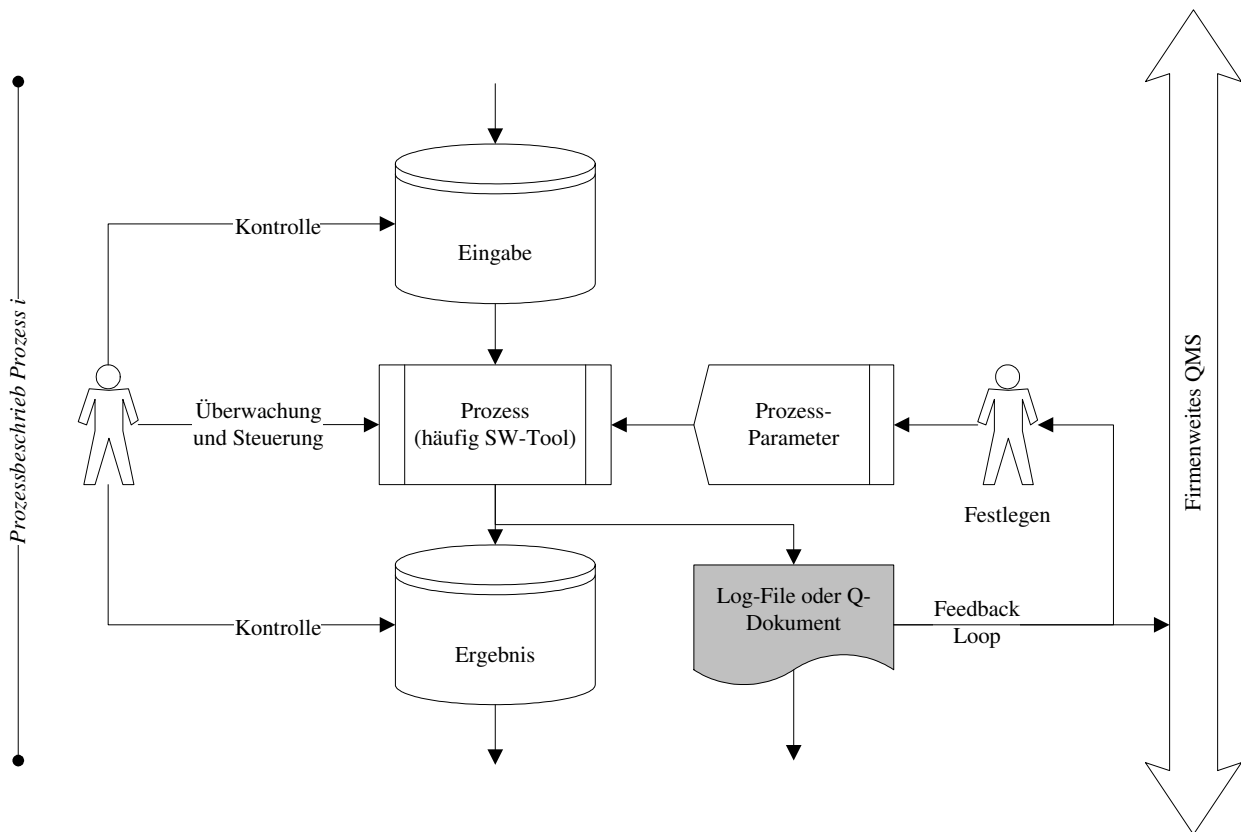 Prozessbeschrieb Prozess i
Kontrolle
Eingabe
Überwachung
und Steuerung
Prozess
(häufig SW-Tool)
Prozess-
Parameter
Festlegen
Kontrolle
Ergebnis
Log-File oder Q-
Dokument
Feedback
Loop
Firmenweites QMS